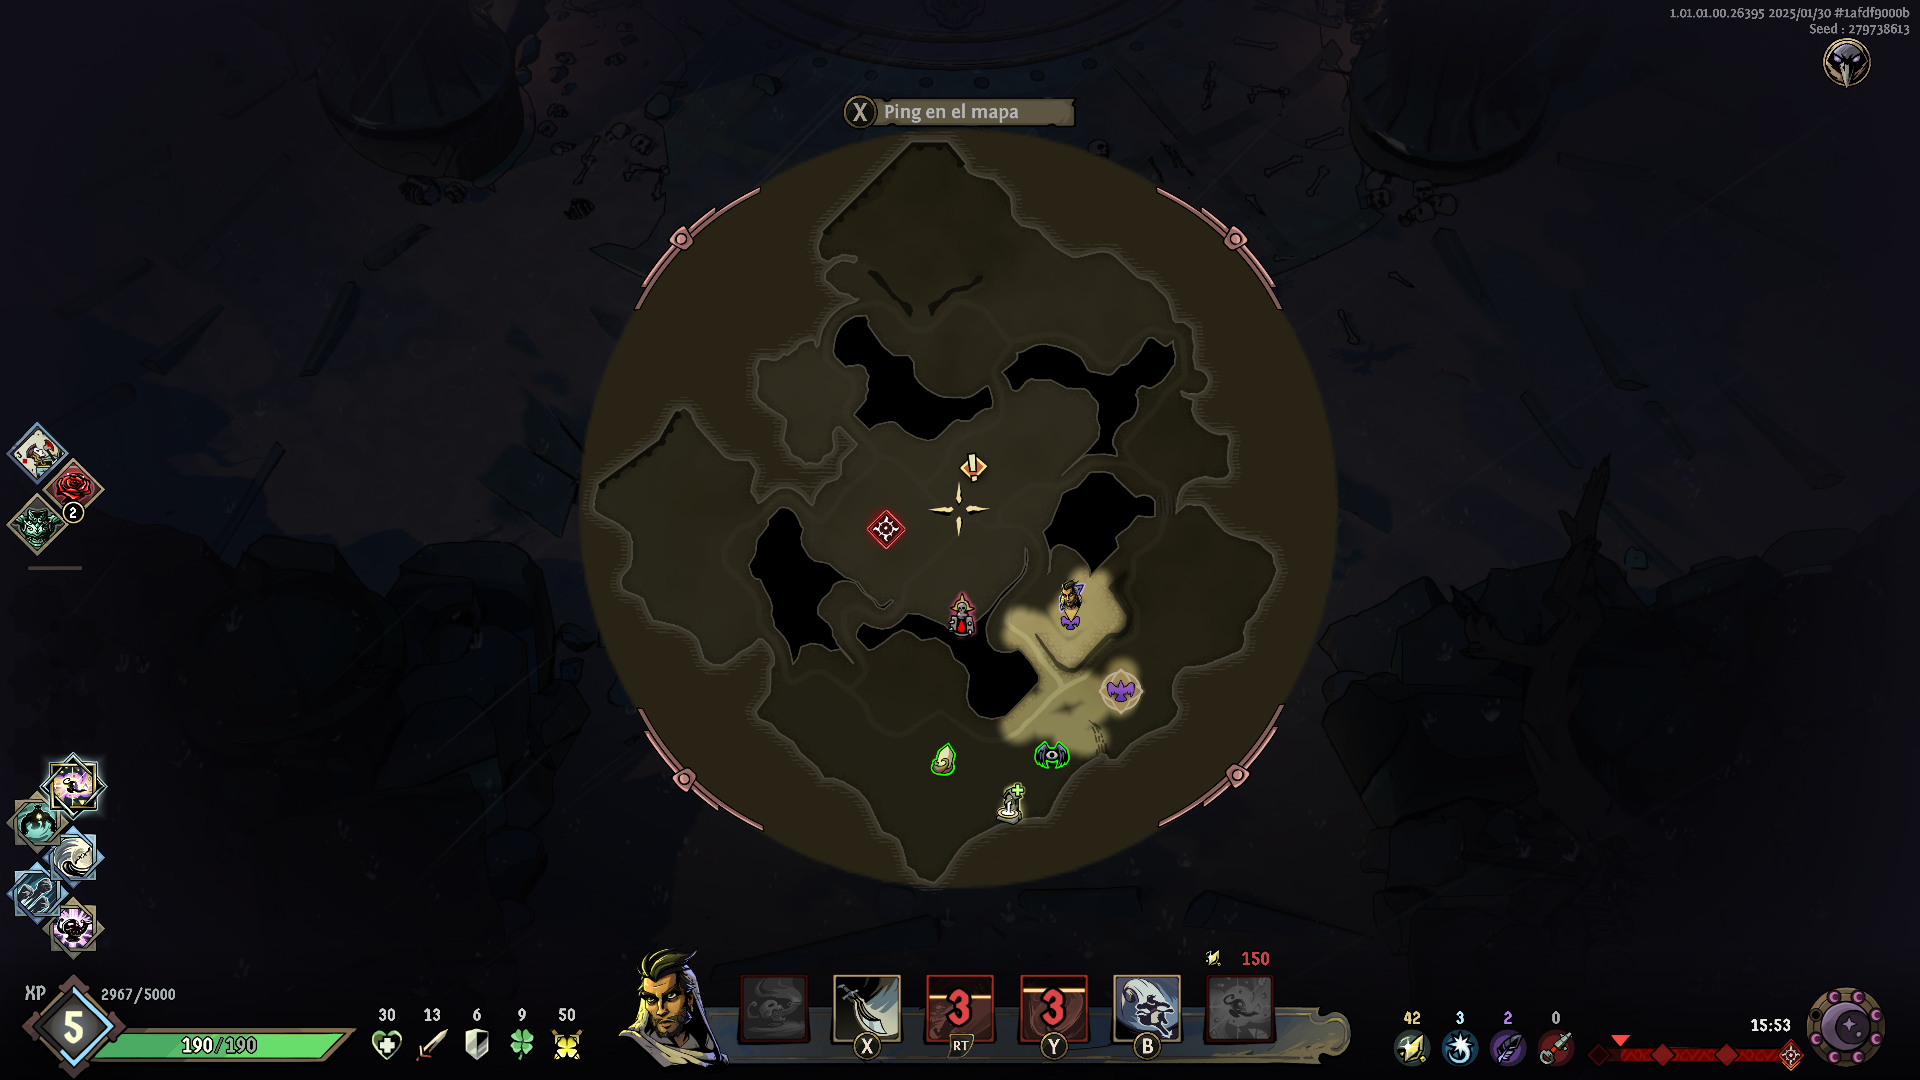 1.01.01.00.26395 2025/01/30 #1afdf9000b
Seed : 279738613
X Ping en el mapa
2
XP 2967/5000
5
190/190
30 13 6 9 50
3 3
X RT Y B
150
42 3 2 0
15:53